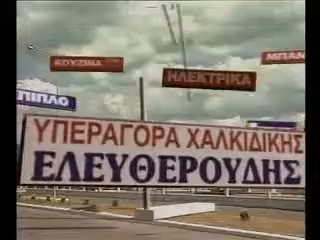 ΚΟΥΖΙΝΑ
ΗΛΕΚΤΡΙΚΑ
ΜΠΑΝ
ΕΠΙΠΛΟ
ΥΠΕΡΑΓΟΡΑ ΧΑΛΚΙΔΙΚΗΣ
ΕΛΕΥΘΕΡΟΥΔΗΣ